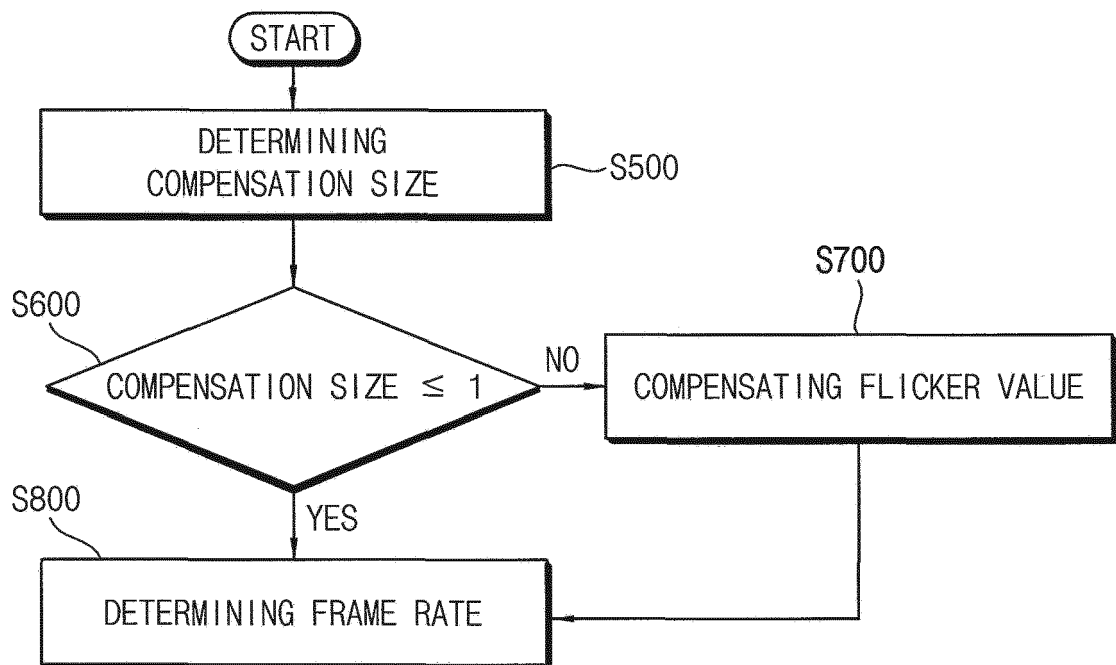 START
DETERMINING
COMPENSATION SIZE
S500
S600
COMPENSATION SIZE ≤ 1
NO
S700
COMPENSATING FLICKER VALUE
YES
S800
DETERMINING FRAME RATE